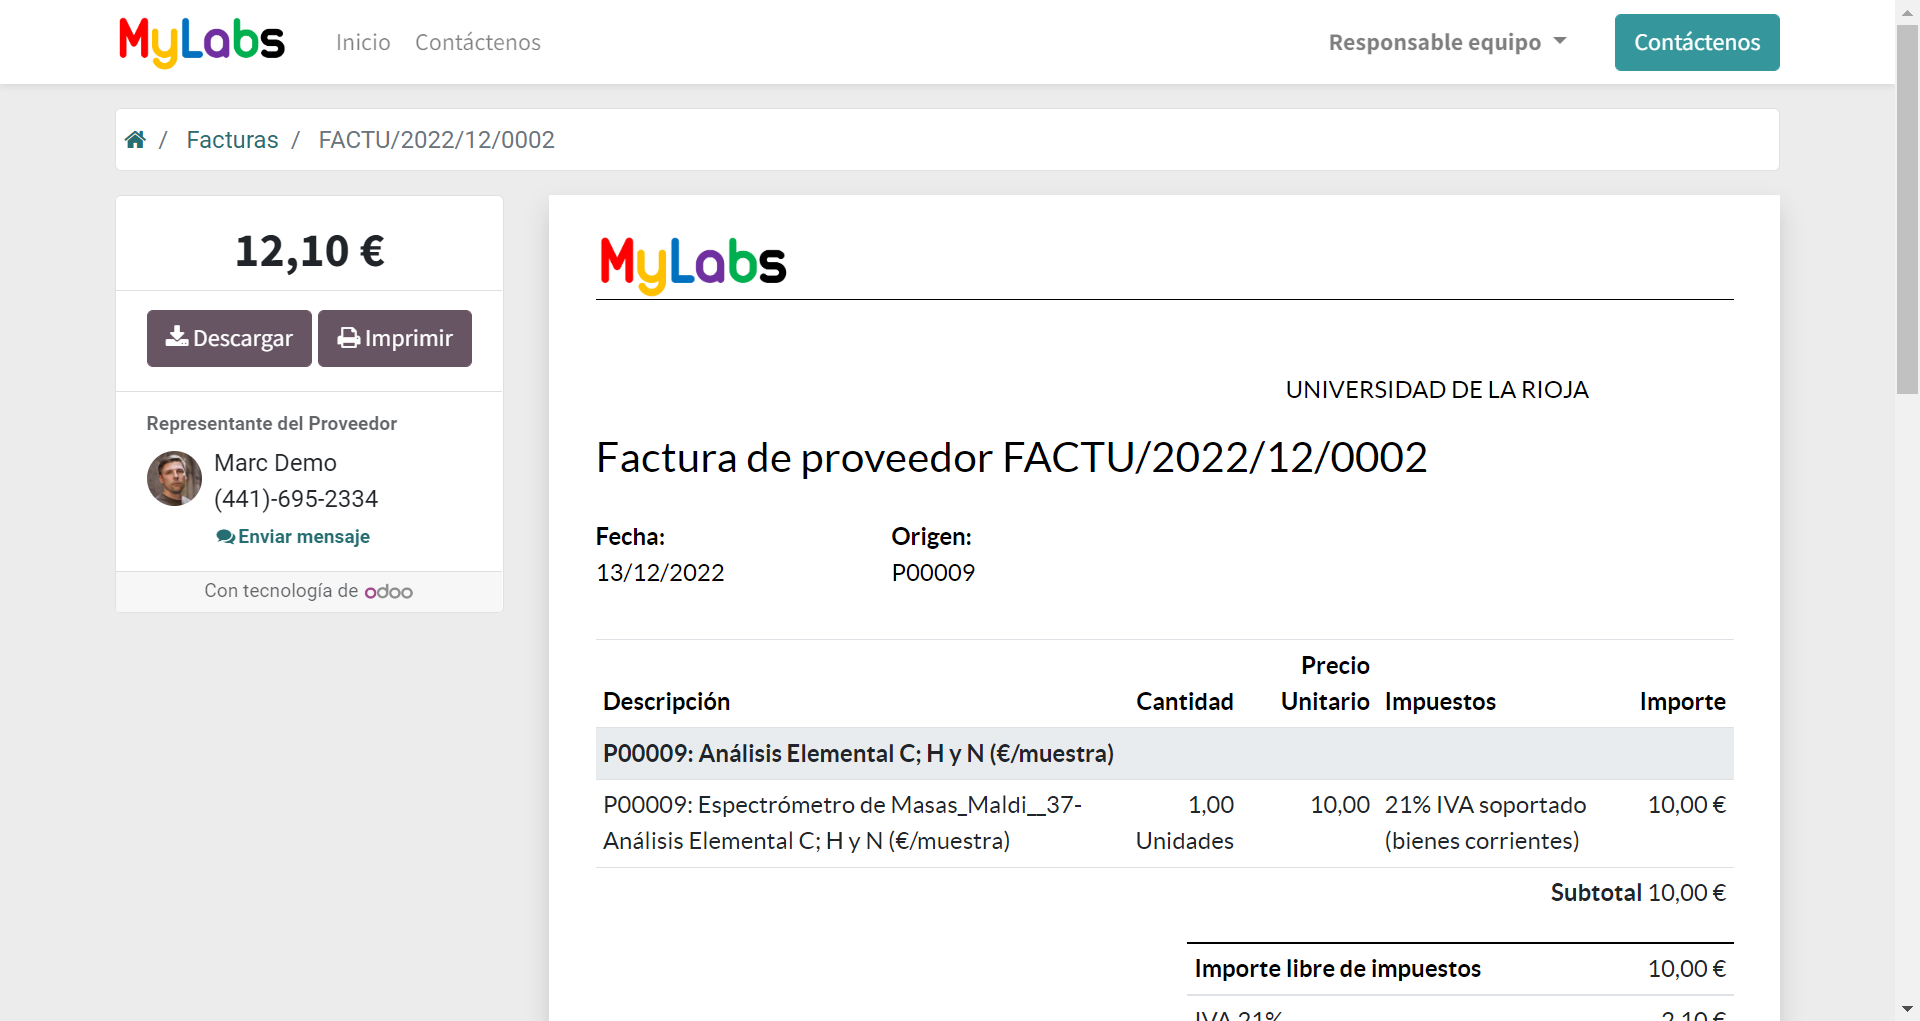 MyLabs Inicio Contáctenos Responsable equipo Contáctenos
/ Facturas / FACTU/2022/12/0002
12,10 €
Descargar Imprimir
Representante del Proveedor
Marc Demo
(441)-695-2334
Enviar mensaje
Con tecnología de odoo
MyLabs
UNIVERSIDAD DE LA RIOJA
Factura de proveedor FACTU/2022/12/0002
Fecha: Origen:
13/12/2022 P00009
Precio
Descripción Cantidad Unitario Impuestos Importe
P00009: Análisis Elemental C; H y N (€/muestra)
P00009: Espectrómetro de Masas_Maldi__37- 1,00 10,00 21% IVA soportado 10,00 €
Análisis Elemental C; H y N (€/muestra) Unidades (bienes corrientes)
Subtotal 10,00 €
Importe libre de impuestos 10,00 €
IVA 21% 2,10 €